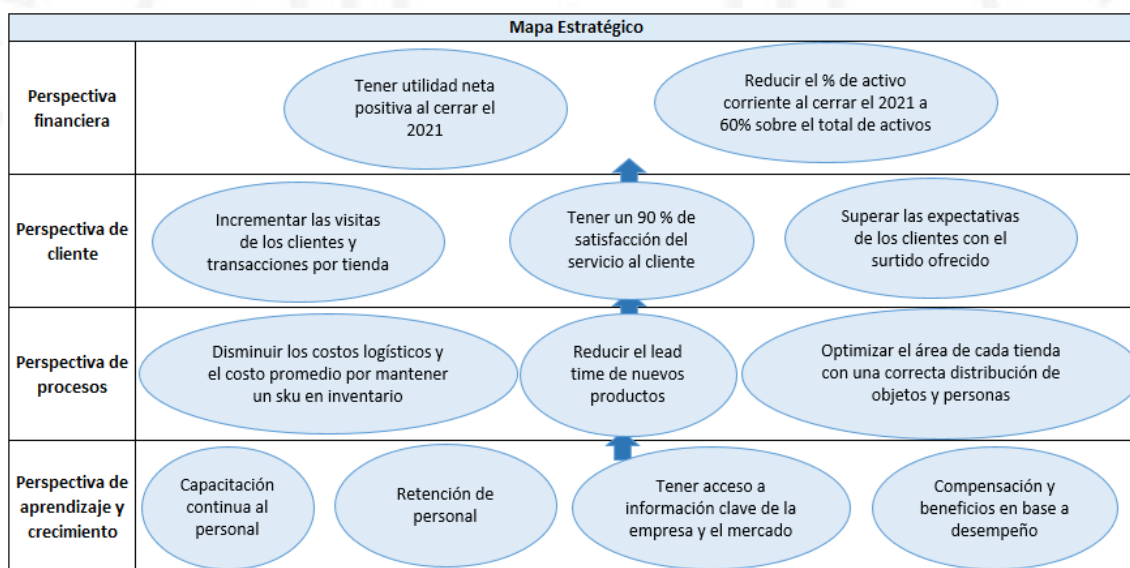 Mapa Estratégico
Perspectiva
financiera
Tener utilidad neta
positiva al cerrar el
2021
Reducir el % de activo
corriente al cerrar el 2021 a
60% sobre el total de activos
Perspectiva de
cliente
Incrementar las visitas
de los clientes y
transacciones por tienda
Tener un 90 % de
satisfacción del
servicio al cliente
Superar las expectativas
de los clientes con el
surtido ofrecido
Perspectiva de
procesos
Disminuir los costos logísticos y
el costo promedio por mantener
un sku en inventario
Reducir el lead
time de nuevos
productos
Optimizar el área de cada tienda
con una correcta distribución de
objetos y personas
Perspectiva de
aprendizaje y
crecimiento
Capacitación
continua al
personal
Retención de
personal
Tener acceso a
información clave de la
empresa y el mercado
Compensación y
beneficios en base a
desempeño